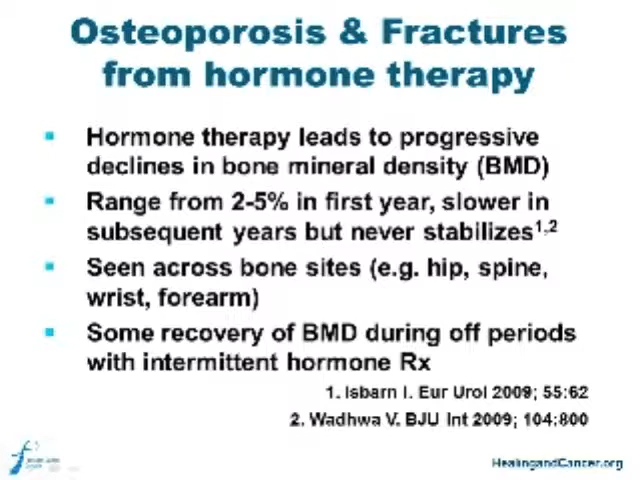 Osteoporosis & Fractures
from hormone therapy
Hormone therapy leads to progressive
declines in bone mineral density (BMD)
Range from 2-5% in first year, slower in
subsequent years but never stabilizes1,2
Seen across bone sites (e.g. hip, spine,
wrist, forearm)
Some recovery of BMD during off periods
with intermittent hormone Rx
1. Isbarn I. Eur Urol 2009; 55:62
2. Wadhwa V. BJU Int 2009; 104:800
HealingandCancer.org